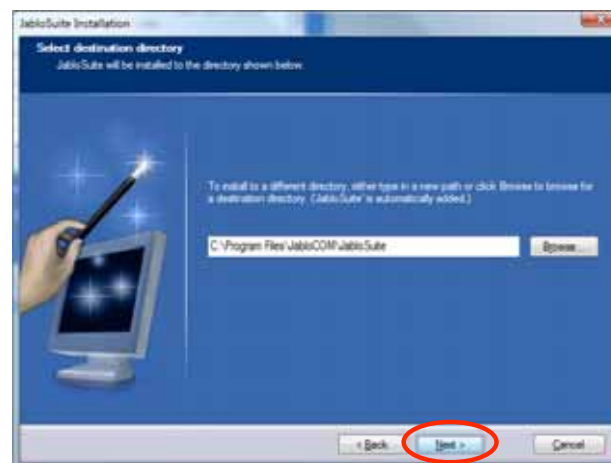 JabloSuite Installation
Select destination directory
JabloSuite will be installed to the directory shown below.
To install to a different directory, either type in a new path or click Browse to browse for
a destination directory. ('JabloSuite' is automatically added.)
C:\Program Files\JabloCOM\JabloSuite
Browse...
< Back
Next >
Cancel